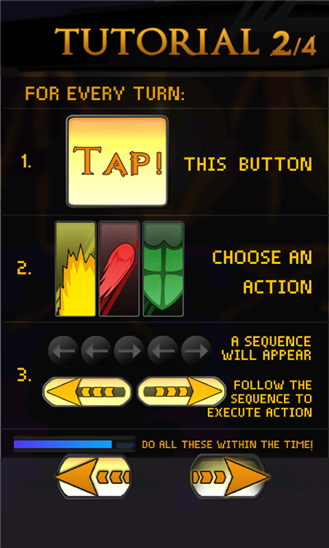 TUTORIAL 2/4
FOR EVERY TURN:
1.
TAP!
THIS BUTTON
2.
CHOOSE AN
ACTION
3.
A SEQUENCE
WILL APPEAR
FOLLOW THE
SEQUENCE TO
EXECUTE ACTION
DO ALL THESE WITHIN THE TIME!